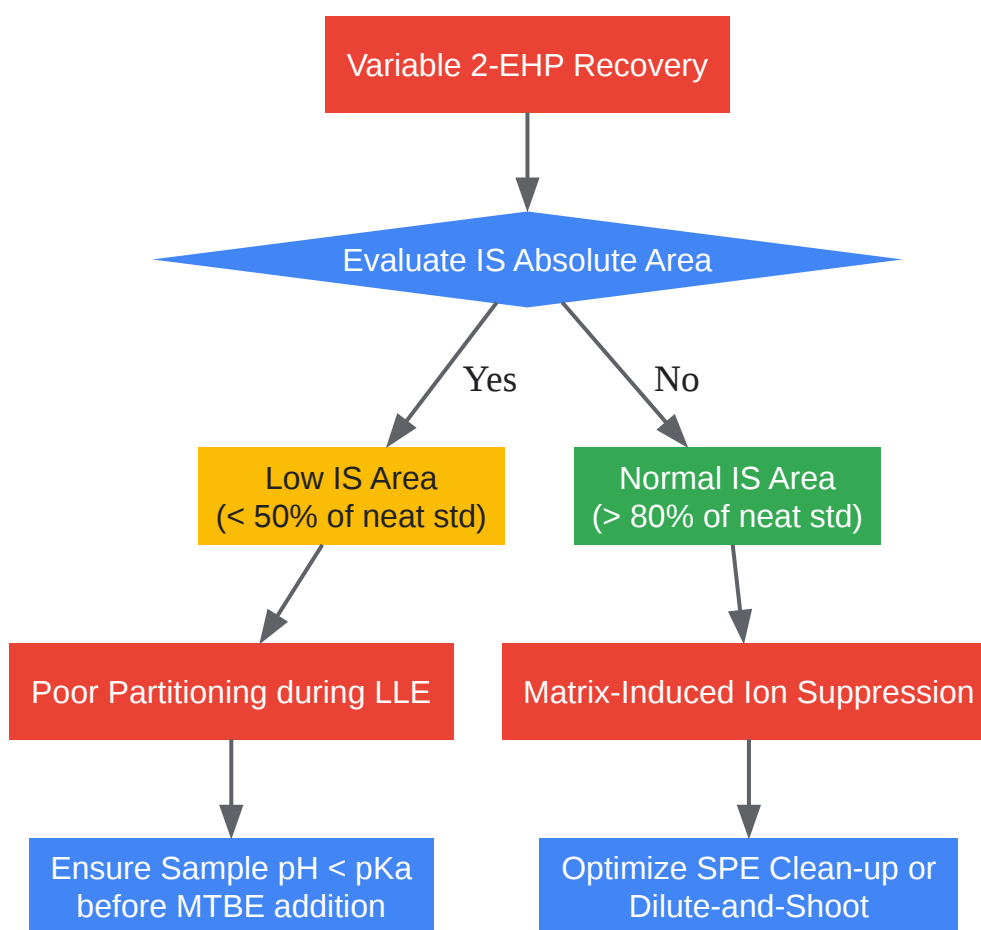 Variable 2-EHP Recovery
Evaluate IS Absolute Area
Yes
No
Low IS Area
(< 50% of neat std)
Normal IS Area
(> 80% of neat std)
Poor Partitioning during LLE
Matrix-Induced Ion Suppression
Ensure Sample pH < pKa
before MTBE addition
Optimize SPE Clean-up or
Dilute-and-Shoot